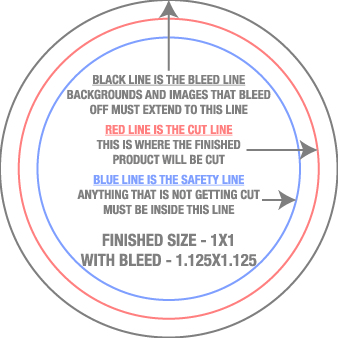 BLACK LINE IS THE BLEED LINE
BACKGROUNDS AND IMAGES THAT BLEED
OFF MUST EXTEND TO THIS LINE
RED LINE IS THE CUT LINE
THIS IS WHERE THE FINISHED
PRODUCT WILL BE CUT
BLUE LINE IS THE SAFETY LINE
ANYTHING THAT IS NOT GETTING CUT
MUST BE INSIDE THIS LINE
FINISHED SIZE - 1X1
WITH BLEED - 1.125X1.125